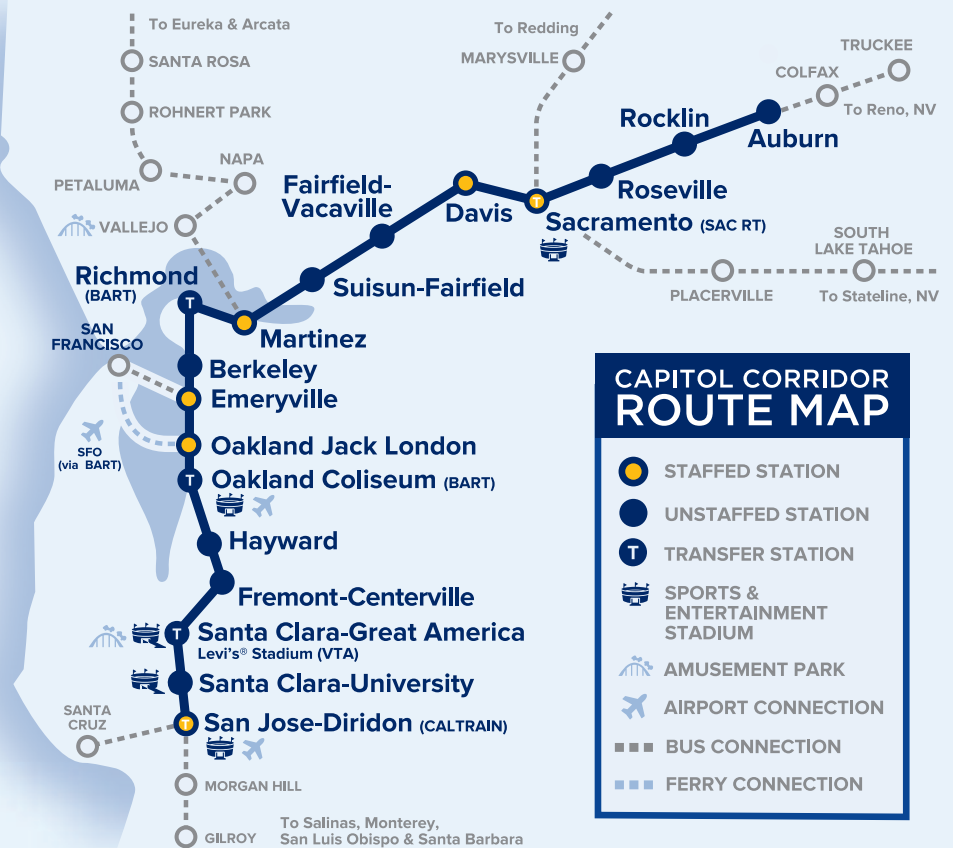 To Eureka & Arcata
SANTA ROSA
ROHNERT PARK
PETALUMA
NAPA
VALLEJO
To Redding
MARYSVILLE
TRUCKEE
COLFAX
To Reno, NV
Rocklin
Auburn
Roseville
Fairfield-
Vacaville
Davis
T
Sacramento (SAC RT)
SOUTH
LAKE TAHOE
PLACERVILLE
To Stateline, NV
Richmond
(BART)
T
Suisun-Fairfield
Martinez
SAN
FRANCISCO
Berkeley
Emeryville
SFO
(via BART)
Oakland Jack London
T
Oakland Coliseum (BART)
Hayward
Fremont-Centerville
T
Santa Clara-Great America
Levi's® Stadium (VTA)
Santa Clara-University
SANTA
CRUZ
T
San Jose-Diridon (CALTRAIN)
MORGAN HILL
GILROY
To Salinas, Monterey,
San Luis Obispo & Santa Barbara
CAPITOL CORRIDOR
ROUTE MAP
STAFFED STATION
UNSTAFFED STATION
T
TRANSFER STATION
SPORTS &
ENTERTAINMENT
STADIUM
AMUSEMENT PARK
AIRPORT CONNECTION
BUS CONNECTION
FERRY CONNECTION